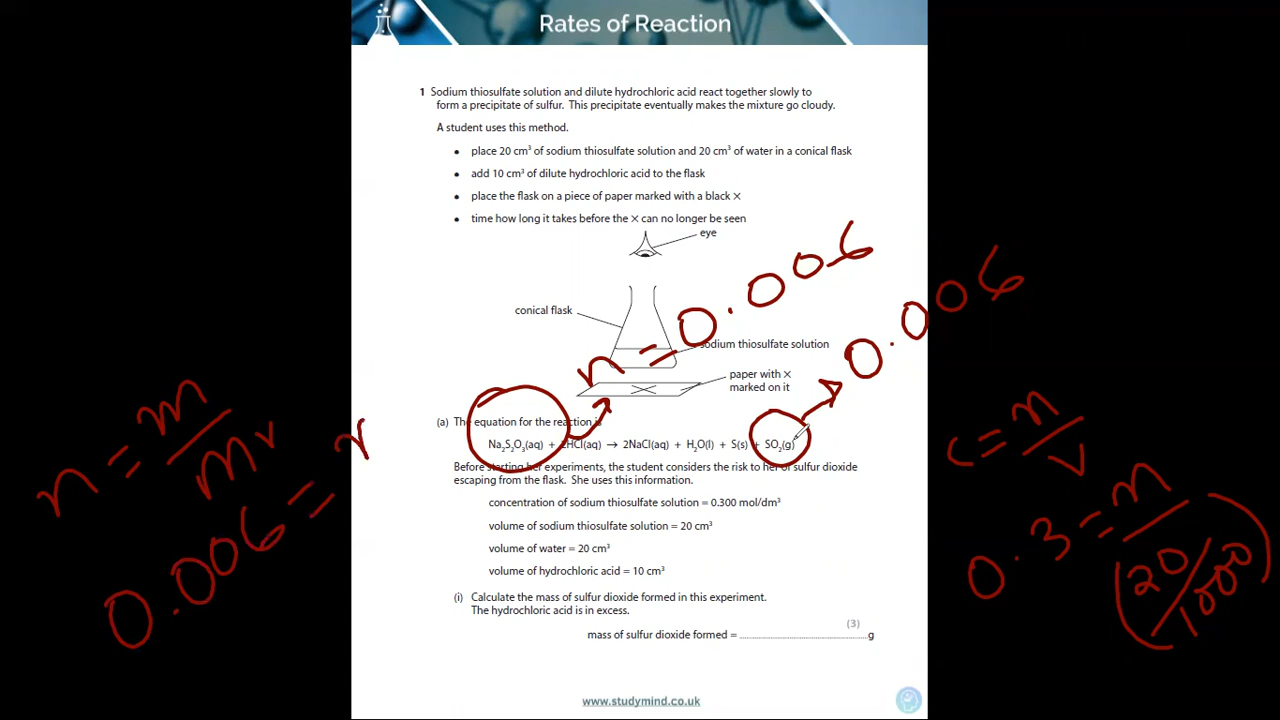 Rates of Reaction
1 Sodium thiosulfate solution and dilute hydrochloric acid react together slowly to
form a precipitate of sulfur. This precipitate eventually makes the mixture go cloudy.
A student uses this method.
• place 20 cm³ of sodium thiosulfate solution and 20 cm³ of water in a conical flask
• add 10 cm³ of dilute hydrochloric acid to the flask
• place the flask on a piece of paper marked with a black ×
• time how long it takes before the × can no longer be seen
eye
conical flask
sodium thiosulfate solution
paper with ×
marked on it
n = 0.006
0.006
(a) The equation for the reaction is
Na₂S₂O₃(aq) + 2HCl(aq) → 2NaCl(aq) + H₂O(l) + S(s) + SO₂(g)
Before starting her experiments, the student considers the risk to her of sulfur dioxide
escaping from the flask. She uses this information.
concentration of sodium thiosulfate solution = 0.300 mol/dm³
volume of sodium thiosulfate solution = 20 cm³
volume of water = 20 cm³
volume of hydrochloric acid = 10 cm³
(i) Calculate the mass of sulfur dioxide formed in this experiment.
The hydrochloric acid is in excess.
(3)
mass of sulfur dioxide formed = ............................................ g
www.studymind.co.uk
n = m/Mr
0.006 =
c = n/V
0.3 = n/(20/1000)